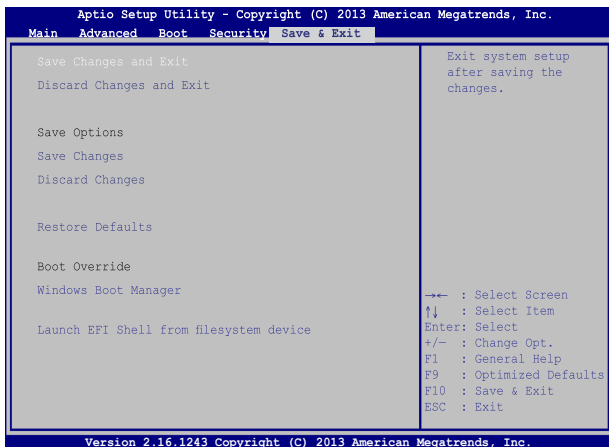 Aptio Setup Utility - Copyright (C) 2013 American Megatrends, Inc.
Main Advanced Boot Security Save & Exit
Save Changes and Exit
Discard Changes and Exit
Save Options
Save Changes
Discard Changes
Restore Defaults
Boot Override
Windows Boot Manager
Launch EFI Shell from filesystem device
Exit system setup
after saving the
changes.
→← : Select Screen
↑↓ : Select Item
Enter: Select
+/— : Change Opt.
F1 : General Help
F9 : Optimized Defaults
F10 : Save & Exit
ESC : Exit
Version 2.16.1243 Copyright (C) 2013 American Megatrends, Inc.